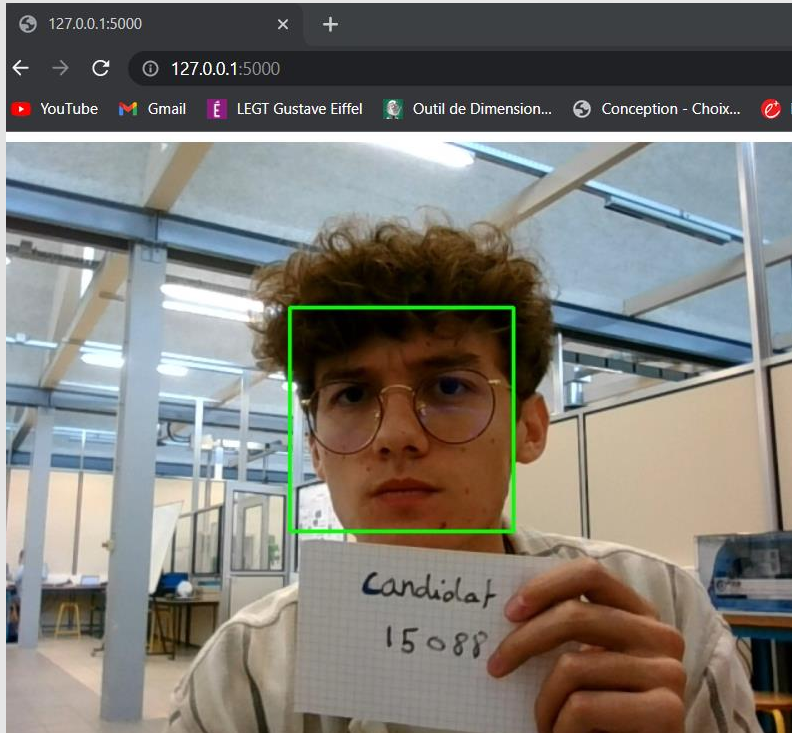 127.0.0.1:5000
127.0.0.1:5000
YouTube
Gmail
É LEGT Gustave Eiffel
Outil de Dimension...
Conception - Choix...
Candidat
15088